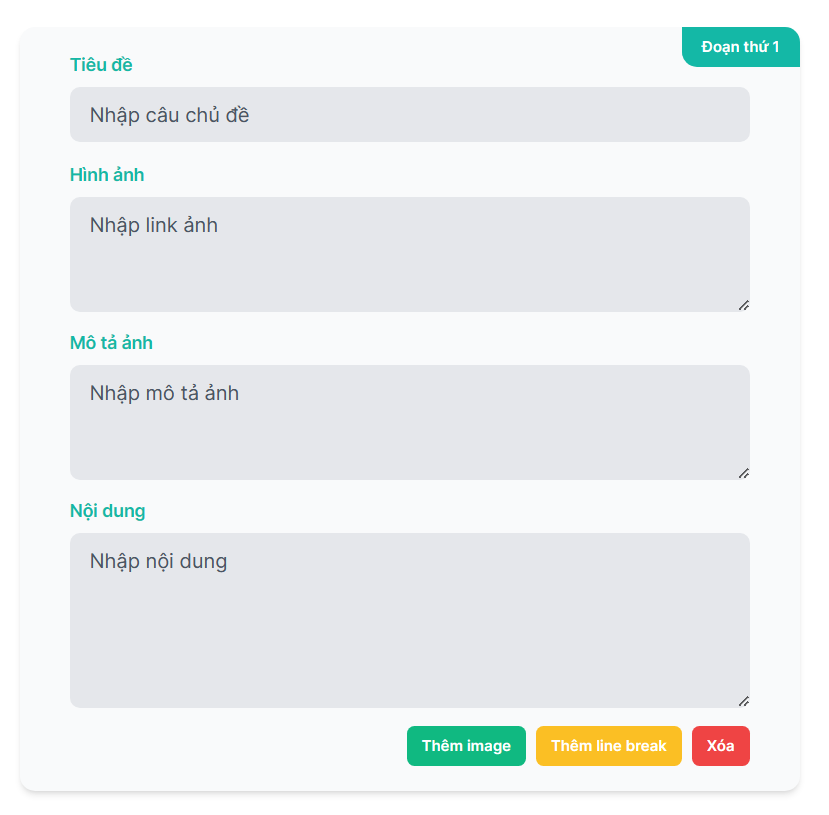 Đoạn thứ 1
Tiêu đề
Nhập câu chủ đề
Hình ảnh
Nhập link ảnh
Mô tả ảnh
Nhập mô tả ảnh
Nội dung
Nhập nội dung
Thêm image
Thêm line break
Xóa